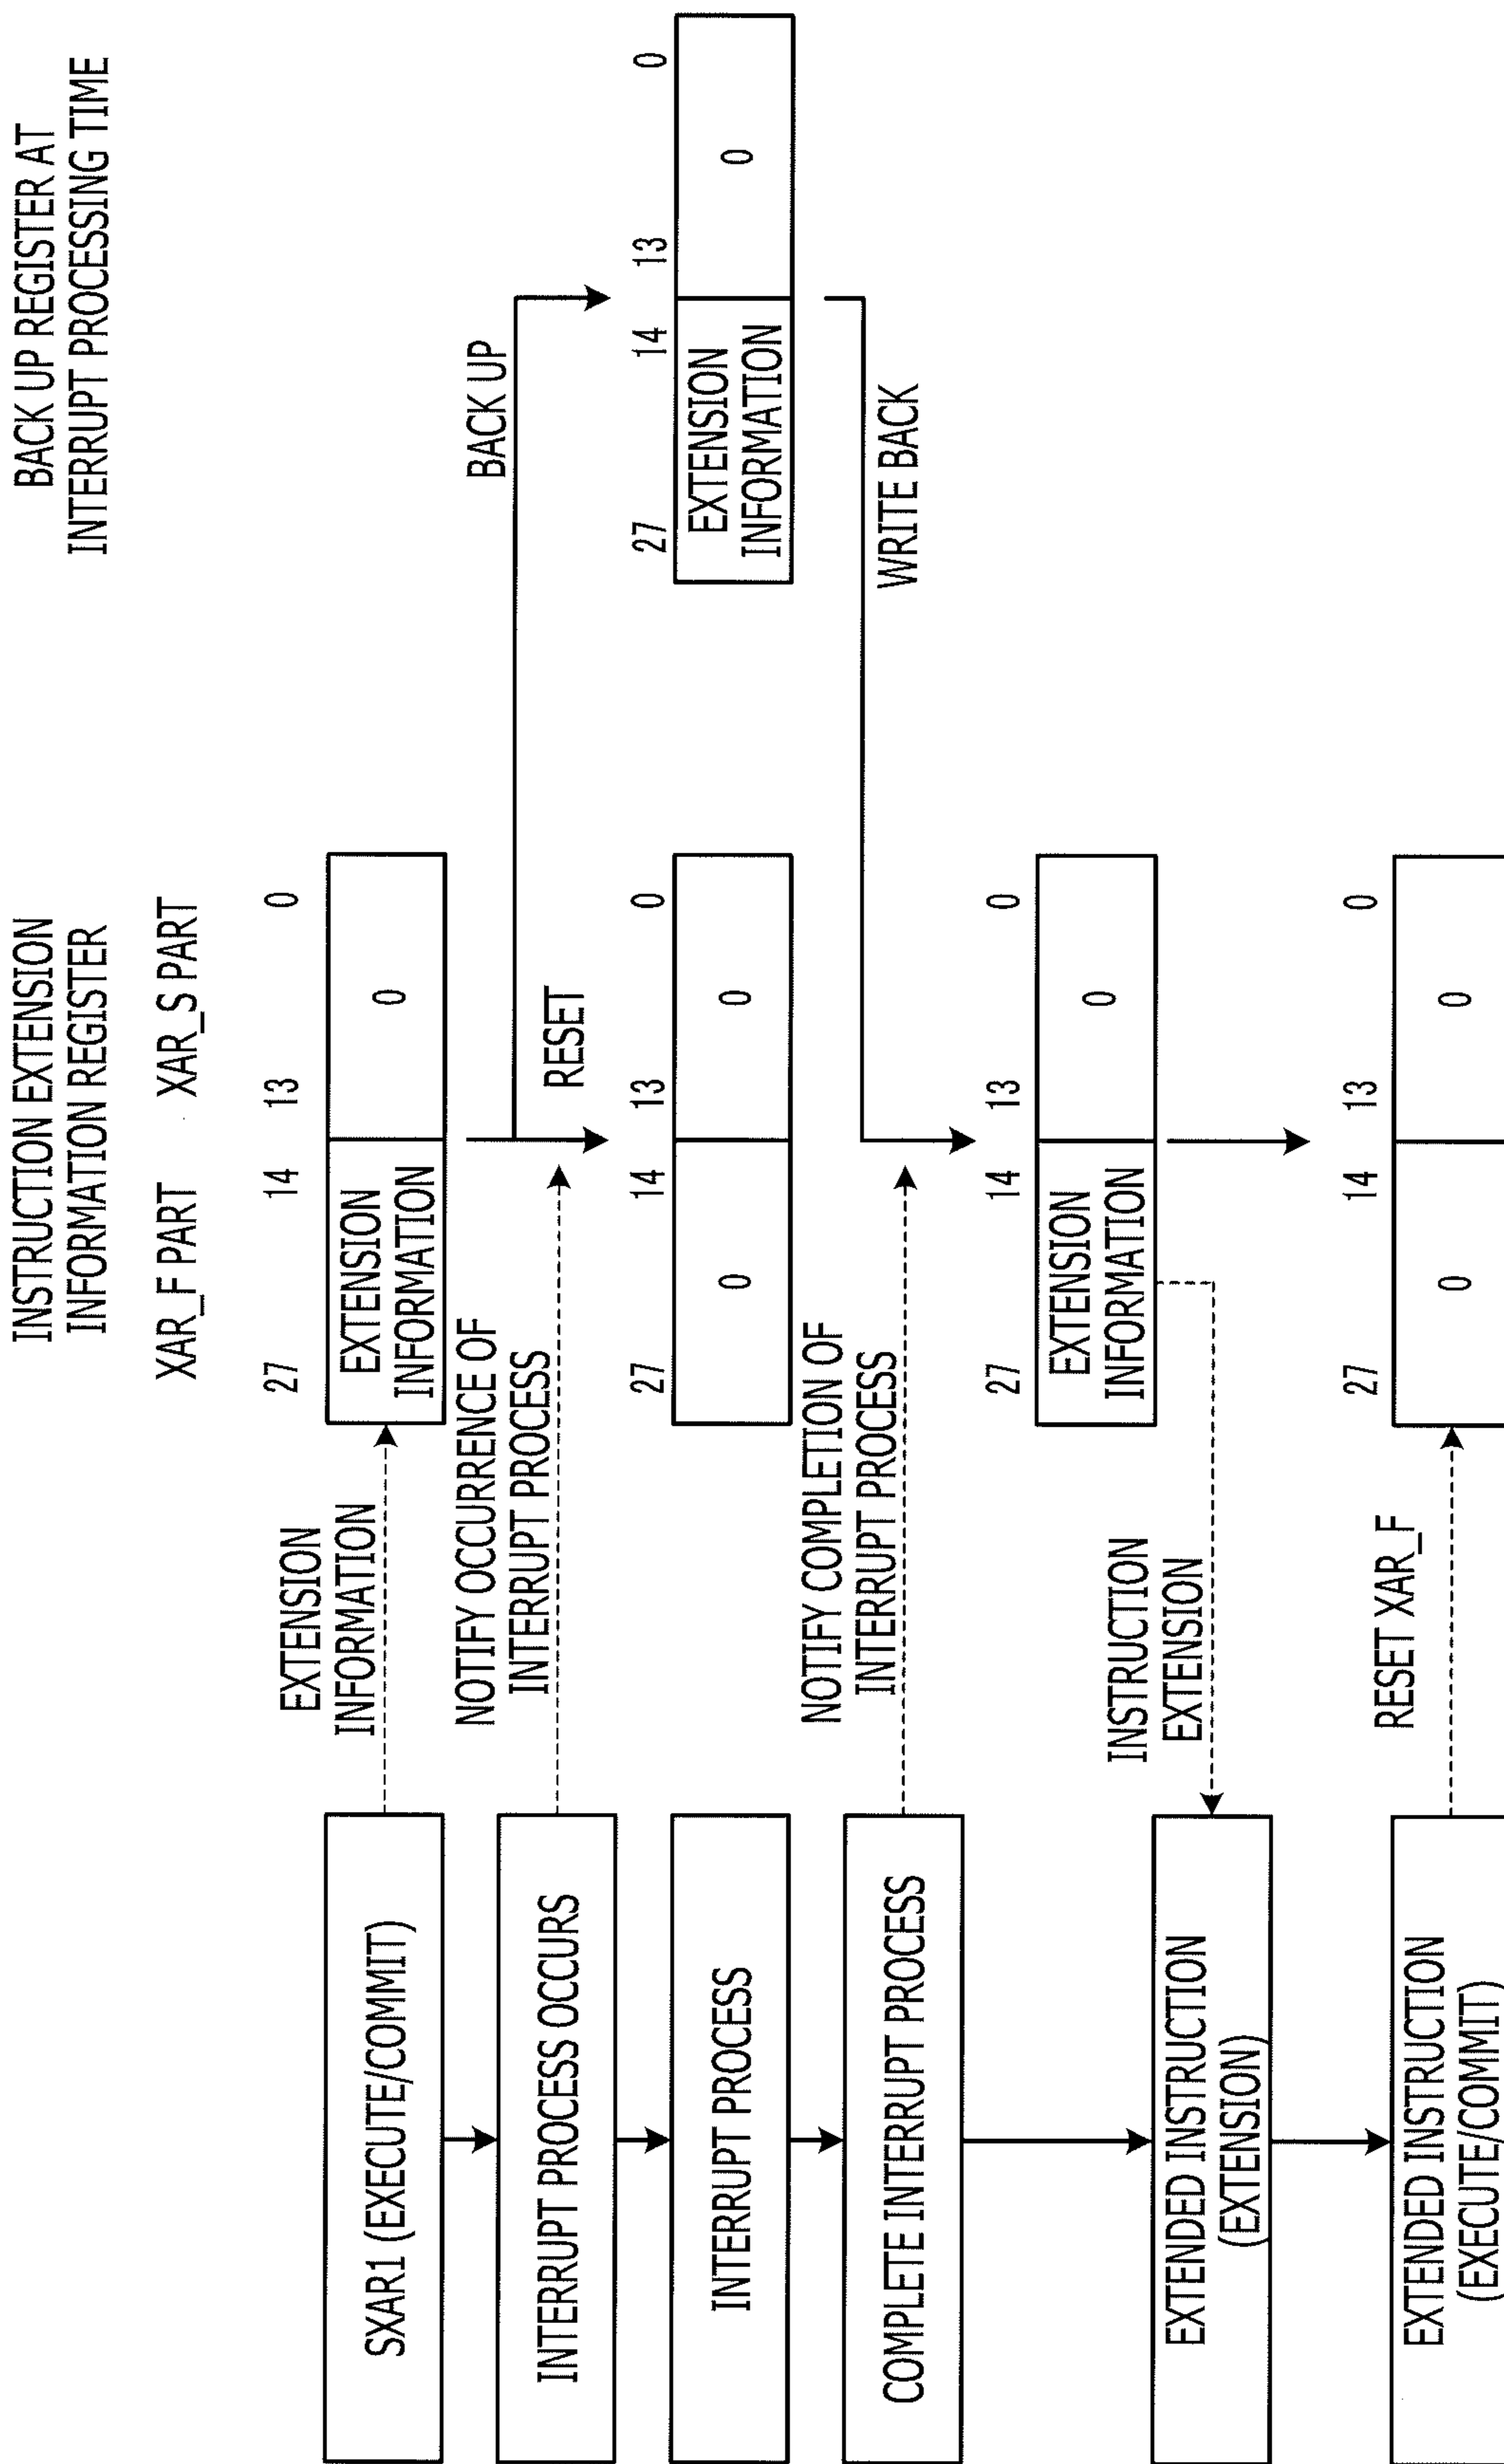 INSTRUCTION EXTENSION
INFORMATION REGISTER
BACK UP REGISTER AT
INTERRUPT PROCESSING TIME
XAR_F PART
XAR_S PART
27
14
13
0
SXAR1 (EXECUTE/COMMIT)
EXTENSION
INFORMATION
EXTENSION
INFORMATION
0
INTERRUPT PROCESS OCCURS
NOTIFY OCCURRENCE OF
INTERRUPT PROCESS
RESET
BACK UP
INTERRUPT PROCESS
27
14
13
0
0
0
27
14
13
0
EXTENSION
INFORMATION
0
COMPLETE INTERRUPT PROCESS
NOTIFY COMPLETION OF
INTERRUPT PROCESS
WRITE BACK
27
14
13
0
EXTENDED INSTRUCTION
(EXTENSION)
INSTRUCTION
EXTENSION
EXTENSION
INFORMATION
0
27
14
13
0
EXTENDED INSTRUCTION
(EXECUTE/COMMIT)
RESET XAR_F
0
0